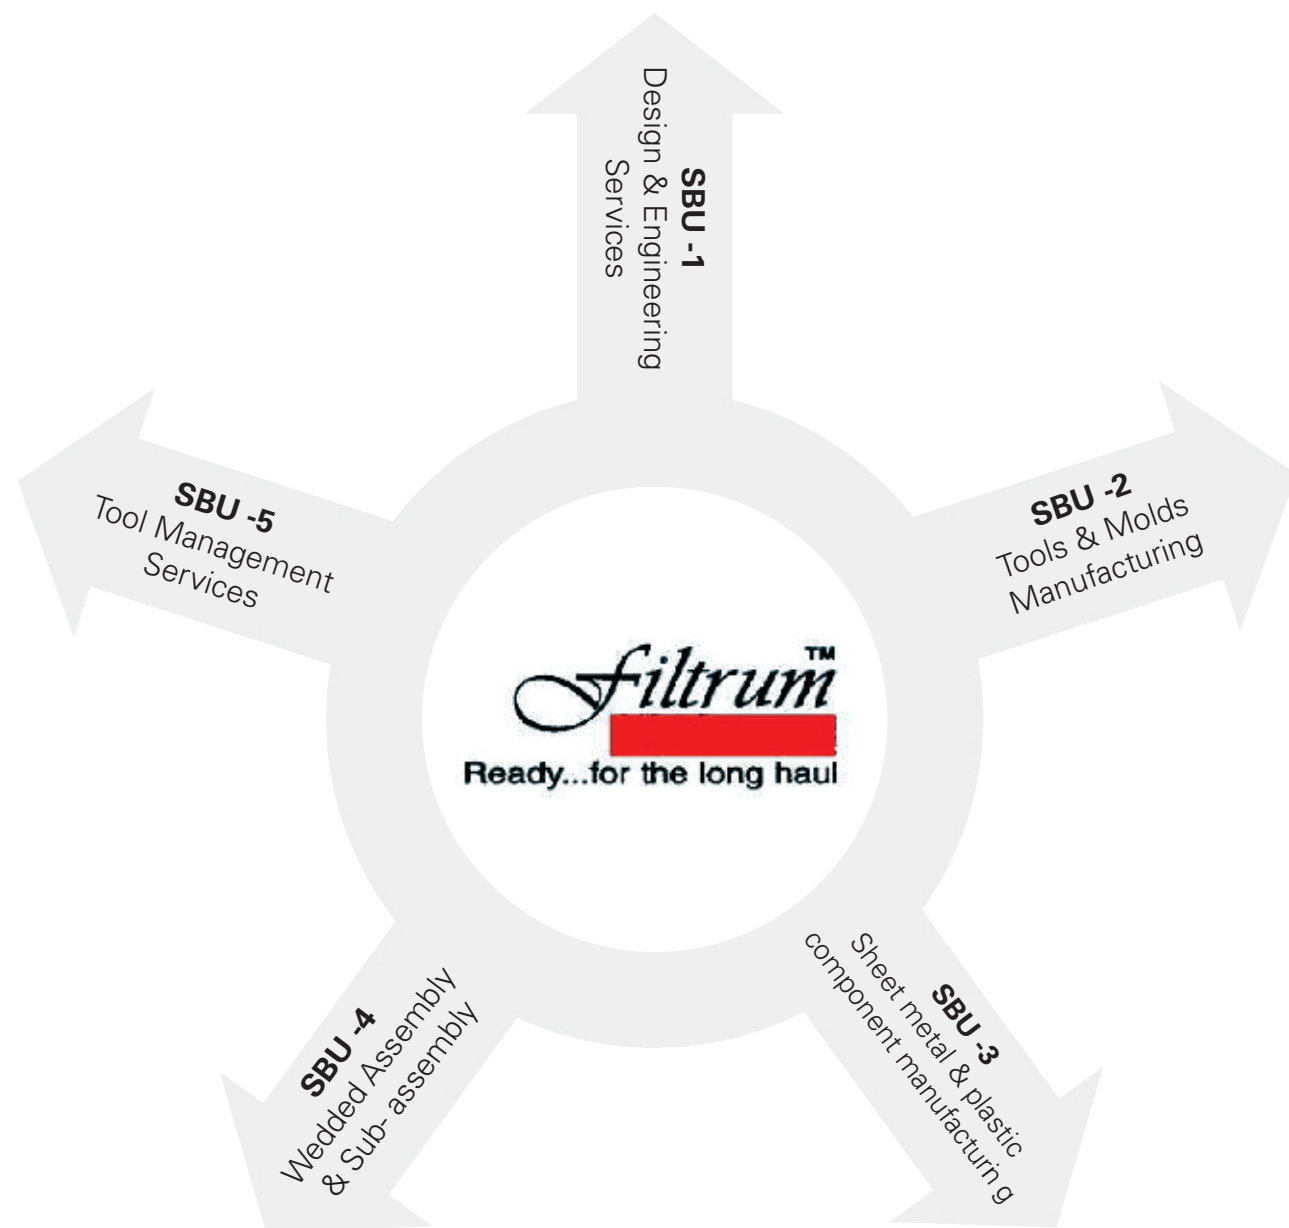 SBU -1
Design & Engineering
Services
SBU -2
Tools & Molds
Manufacturing
SBU -3
Sheet metal & plastic
component manufacturin g
SBU -4
Wedded Assembly
& Sub- assembly
SBU -5
Tool Management
Services
filtrum™
Ready...for the long haul